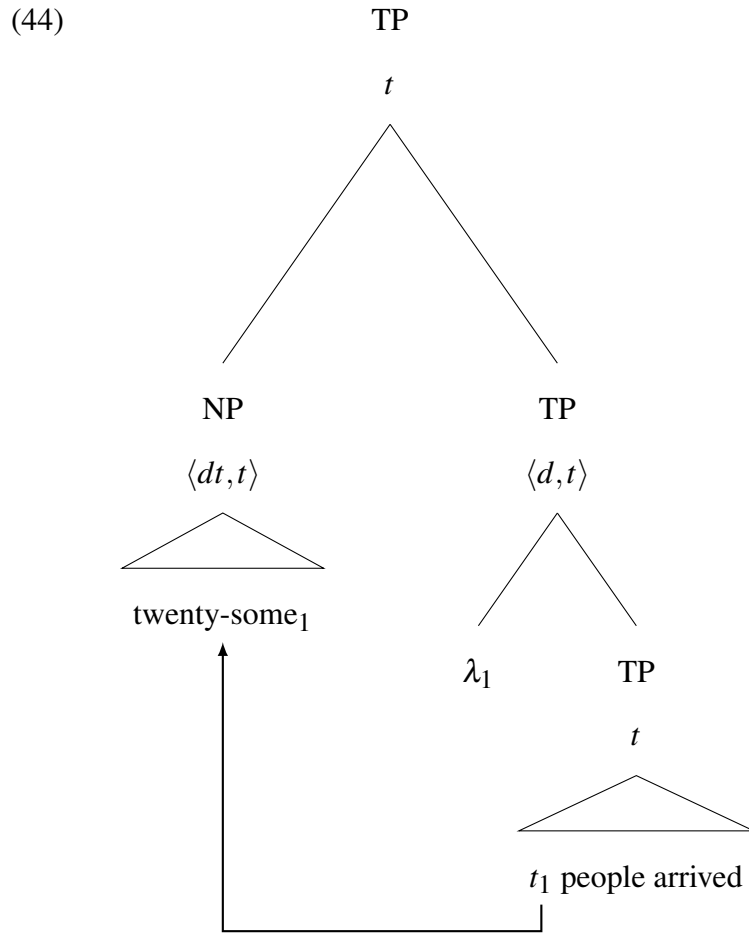 (44) TP
t
NP TP
⟨dt, t⟩ ⟨d, t⟩
twenty-some₁
λ₁ TP
t
t₁ people arrived